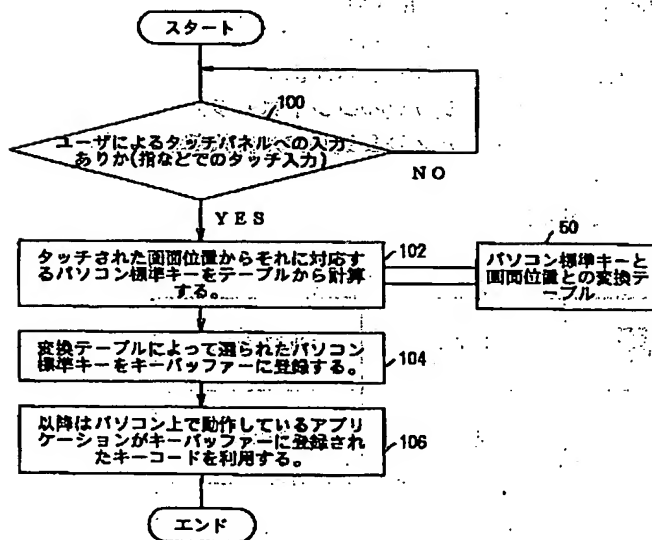 スタート
100
ユーザによるタッチパネルへの入力
ありか(指などでのタッチ入力)
NO
YES
タッチされた画面位置からそれに対応す
るパソコン標準キーをテーブルから計算
する。
102
50
パソコン標準キーと
画面位置との変換テ
ーブル
変換テーブルによって選られたパソコン
標準キーをキーバッファーに登録する。
104
以降はパソコン上で動作しているアプリ
ケーションがキーバッファーに登録され
たキーコードを利用する。
106
エンド